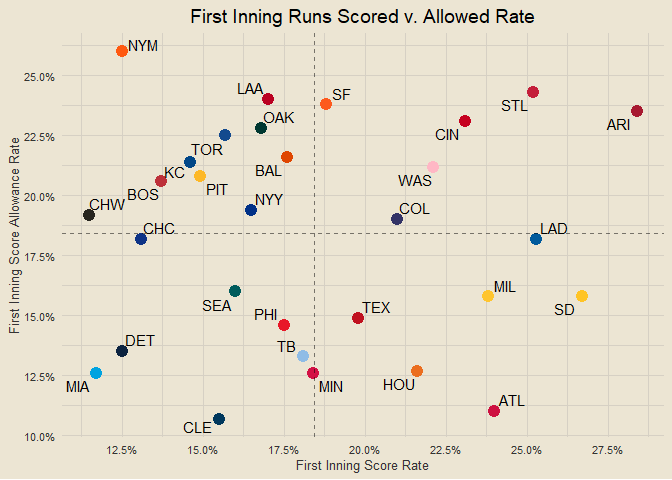 First Inning Runs Scored v. Allowed Rate
NYM
25.0%
LAA
SF
STL
OAK
ARI
CIN
22.5%
TOR
KC
BAL
WAS
PIT
BOS
20.0%
CHW
NYY
COL
CHC
LAD
17.5%
SEA
MIL
SD
PHI
TEX
15.0%
DET
TB
12.5%
MIA
MIN
HOU
ATL
CLE
10.0%
12.5%
15.0%
17.5%
20.0%
22.5%
25.0%
27.5%
First Inning Score Rate
First Inning Score Allowance Rate